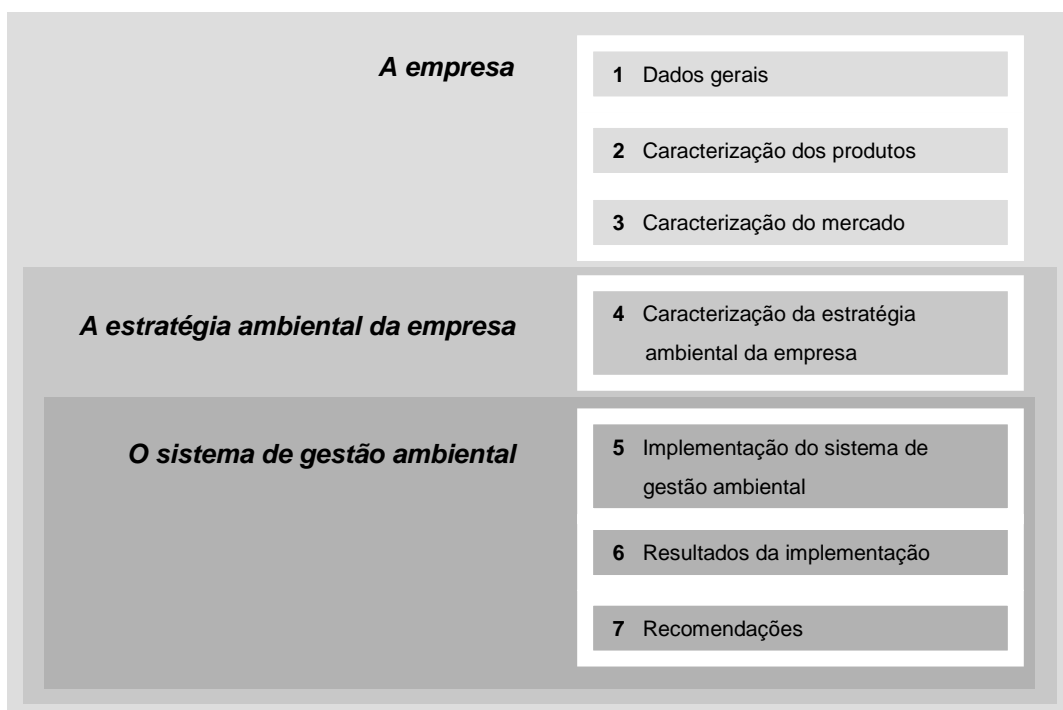 A empresa
1 Dados gerais
2 Caracterização dos produtos
3 Caracterização do mercado
A estratégia ambiental da empresa
4 Caracterização da estratégia
ambiental da empresa
O sistema de gestão ambiental
5 Implementação do sistema de
gestão ambiental
6 Resultados da implementação
7 Recomendações